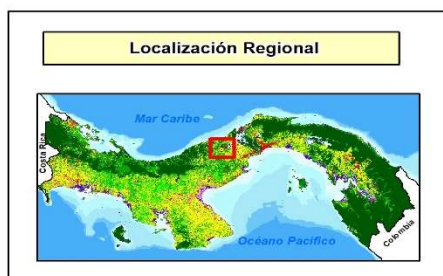 Localización Regional
Mar Caribe
Costa Rica
Colombia
Océano Pacífico